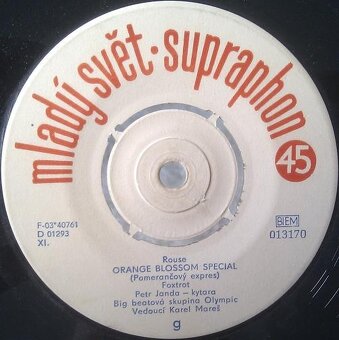 mladý svět · supraphon
45
F-03*40761
D 01293
XI.
BIEM
013170
Rouse
ORANGE BLOSSOM SPECIAL
(Pomerančový expres)
Foxtrot
Petr Janda – kytara
Big beatová skupina Olympic
Vedoucí Karel Mareš
g